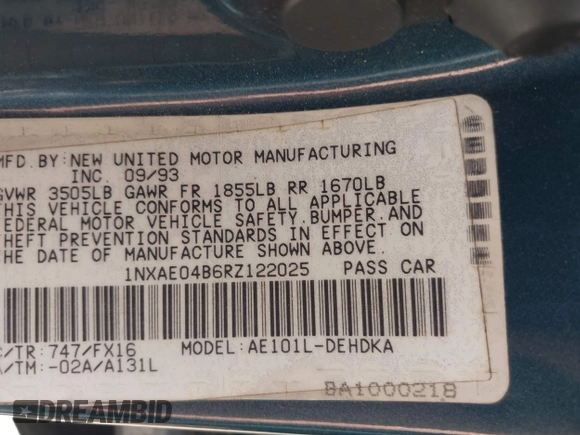 MFD. BY: NEW UNITED MOTOR MANUFACTURING
INC. 09/93
GVWR 3505LB GAWR FR 1855LB RR 1670LB
THIS VEHICLE CONFORMS TO ALL APPLICABLE
FEDERAL MOTOR VEHICLE SAFETY, BUMPER, AND
THEFT PREVENTION STANDARDS IN EFFECT ON
THE DATE OF MANUFACTURE SHOWN ABOVE.
1NXAE04B6RZ122025 PASS CAR
C/TR: 747/FX16 MODEL: AE101L-DEHDKA
A/TM: -02A/A131L
BA1000218
DREAMBID